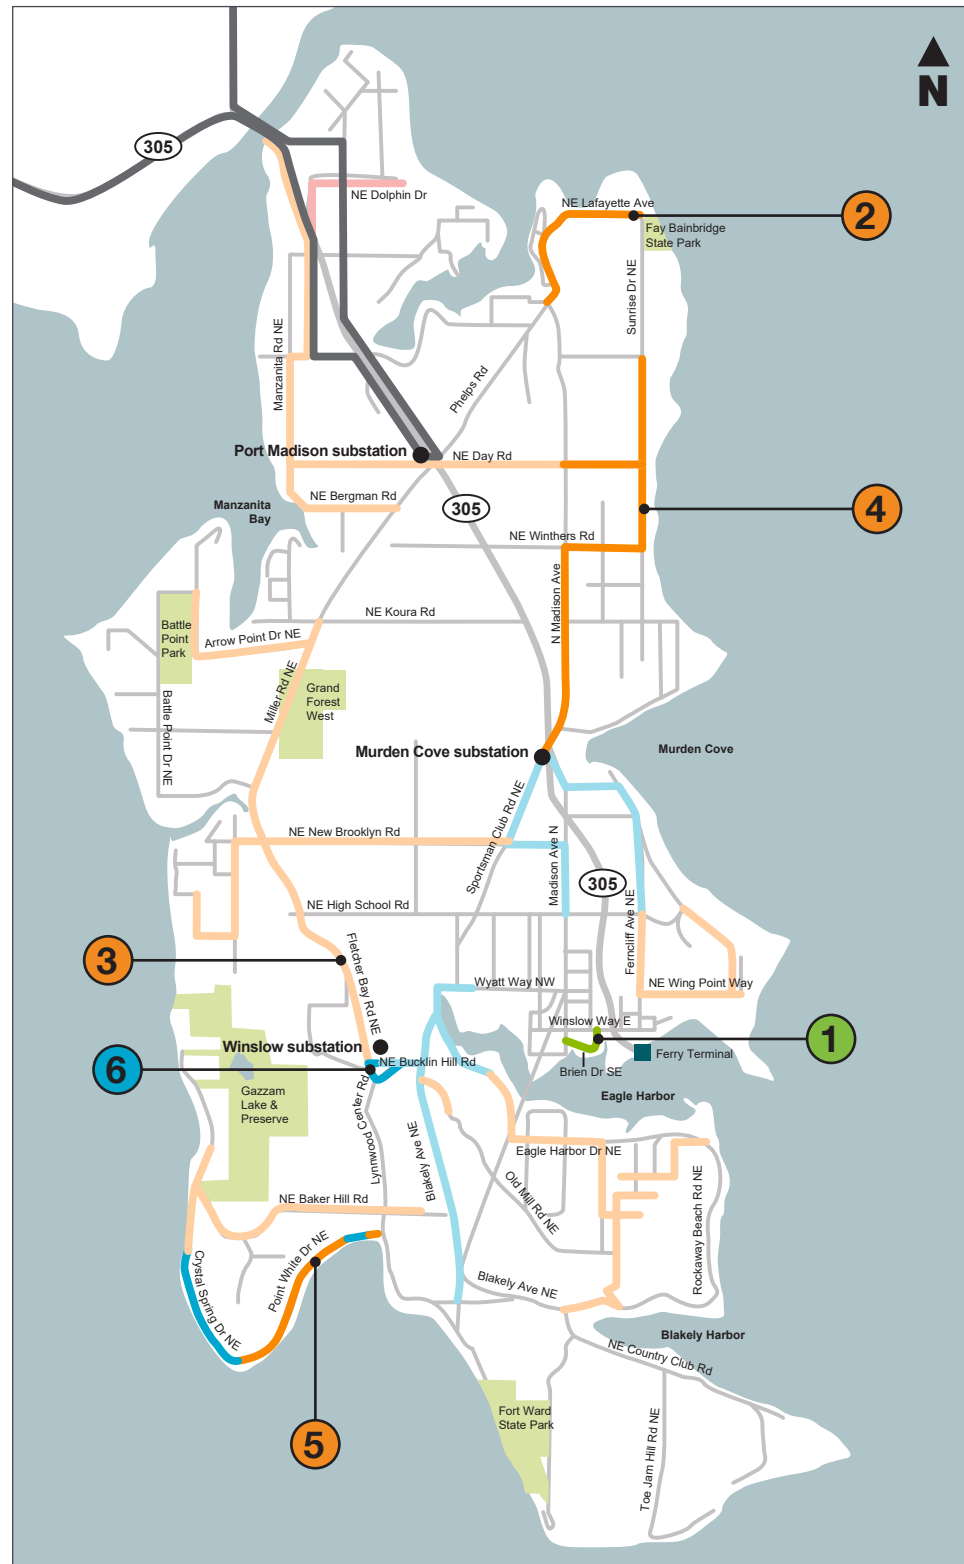 N
305
NE Dolphin Dr
NE Lafayette Ave
2
Fay Bainbridge
State Park
Sunrise Dr NE
Manzanita Rd NE
Phelps Rd
Port Madison substation
NE Day Rd
NE Bergman Rd
Manzanita
Bay
305
4
NE Winthers Rd
N Madison Ave
NE Koura Rd
Battle
Point
Park
Arrow Point Dr NE
Miller Rd NE
Grand
Forest
West
Battle Point Dr NE
Murden Cove substation
Murden Cove
Sportsman Club Rd NE
NE New Brooklyn Rd
Madison Ave N
305
NE High School Rd
Ferncliff Ave NE
3
Fletcher Bay Rd NE
Wyatt Way NW
NE Wing Point Way
Winslow Way E
1
Winslow substation
Ferry Terminal
6
NE Bucklin Hill Rd
Brien Dr SE
Eagle Harbor
Gazzam
Lake &
Preserve
Lynnwood Center Rd
Blakely Ave NE
Eagle Harbor Dr NE
Old Mill Rd NE
Rockaway Beach Rd NE
NE Baker Hill Rd
Crystal Spring Dr NE
Point White Dr NE
Blakely Ave NE
Blakely Harbor
NE Country Club Rd
Fort Ward
State Park
5
Toe Jam Hill Rd NE